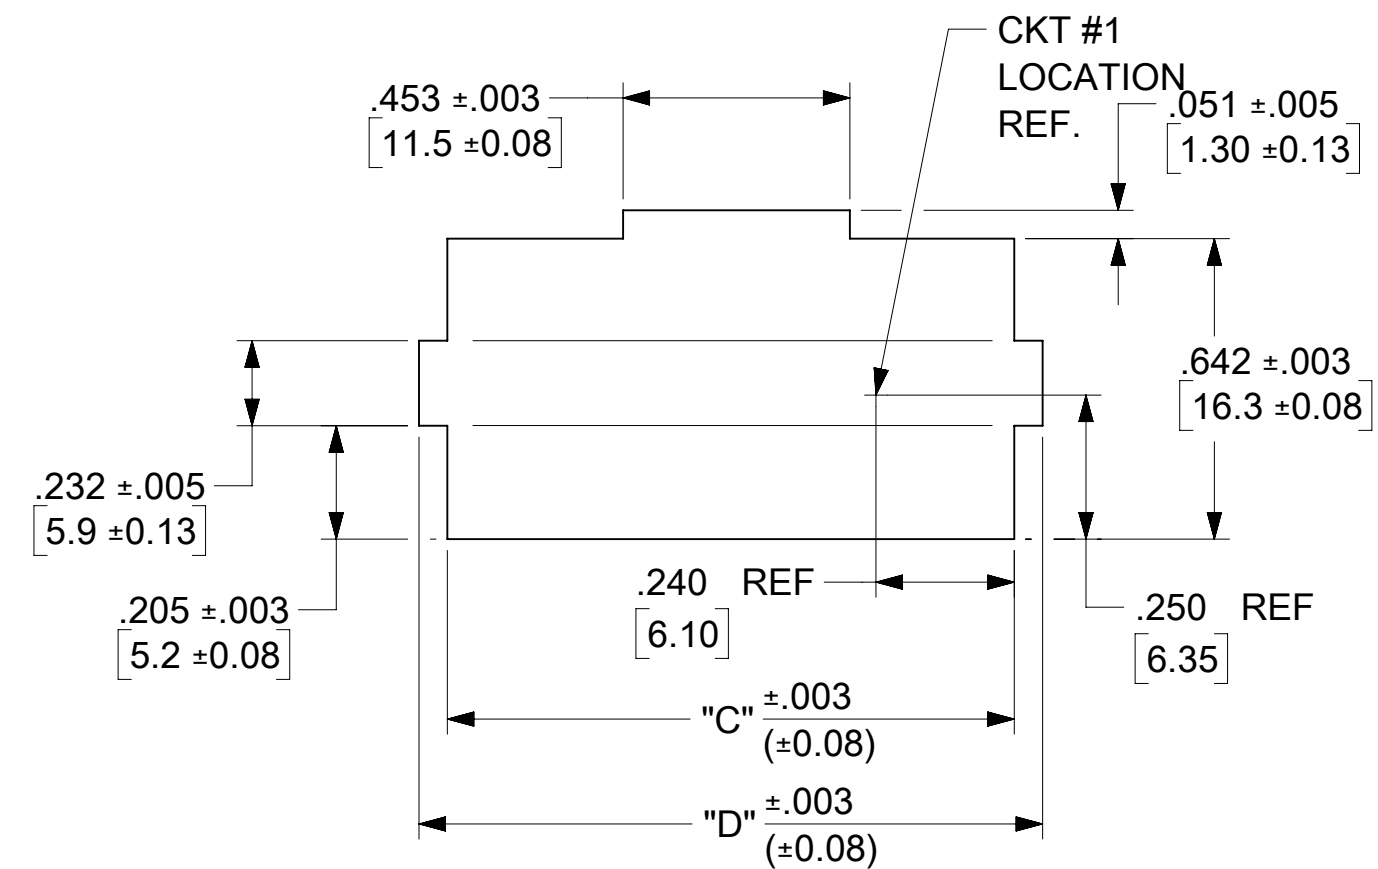 CKT #1
LOCATION
REF.
.453 ±.003
[11.5 ±0.08]
.051 ±.005
[1.30 ±0.13]
.642 ±.003
[16.3 ±0.08]
.232 ±.005
[5.9 ±0.13]
.205 ±.003
[5.2 ±0.08]
.240 REF
[6.10]
.250 REF
[6.35]
"C" ±.003
(±0.08)
"D" ±.003
(±0.08)